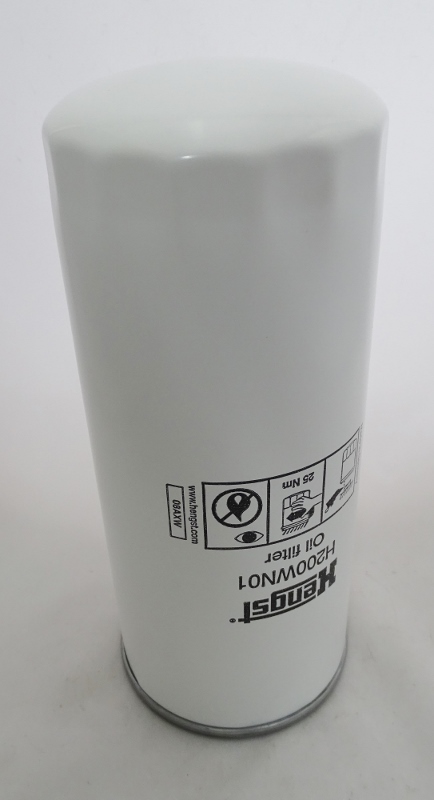 Hengst®
H200WN01
Oil filter
25 Nm
www.hengst.com
08AXW